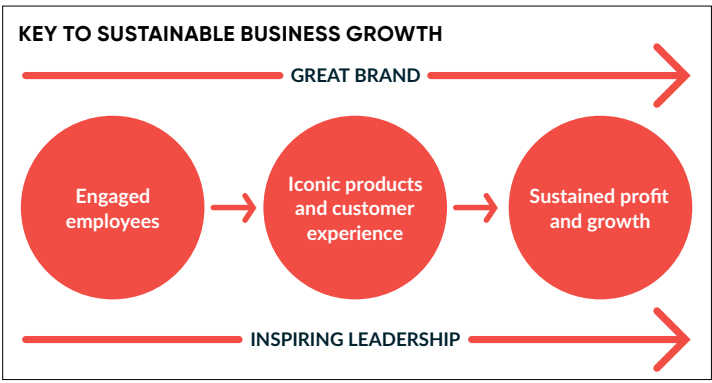 KEY TO SUSTAINABLE BUSINESS GROWTH
GREAT BRAND
Engaged
employees
Iconic products
and customer
experience
Sustained profit
and growth
INSPIRING LEADERSHIP